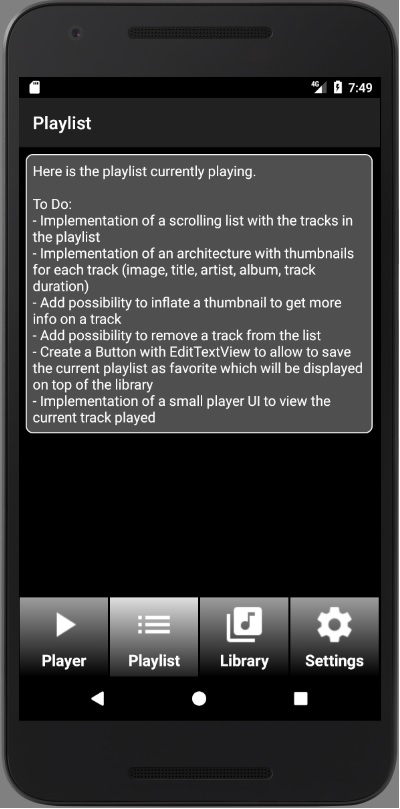 4G 7:49
Playlist
Here is the playlist currently playing.
To Do:
- Implementation of a scrolling list with the tracks in
the playlist
- Implementation of an architecture with thumbnails
for each track (image, title, artist, album, track
duration)
- Add possibility to inflate a thumbnail to get more
info on a track
- Add possibility to remove a track from the list
- Create a Button with EditTextView to allow to save
the current playlist as favorite which will be displayed
on top of the library
- Implementation of a small player UI to view the
current track played
Player Playlist Library Settings